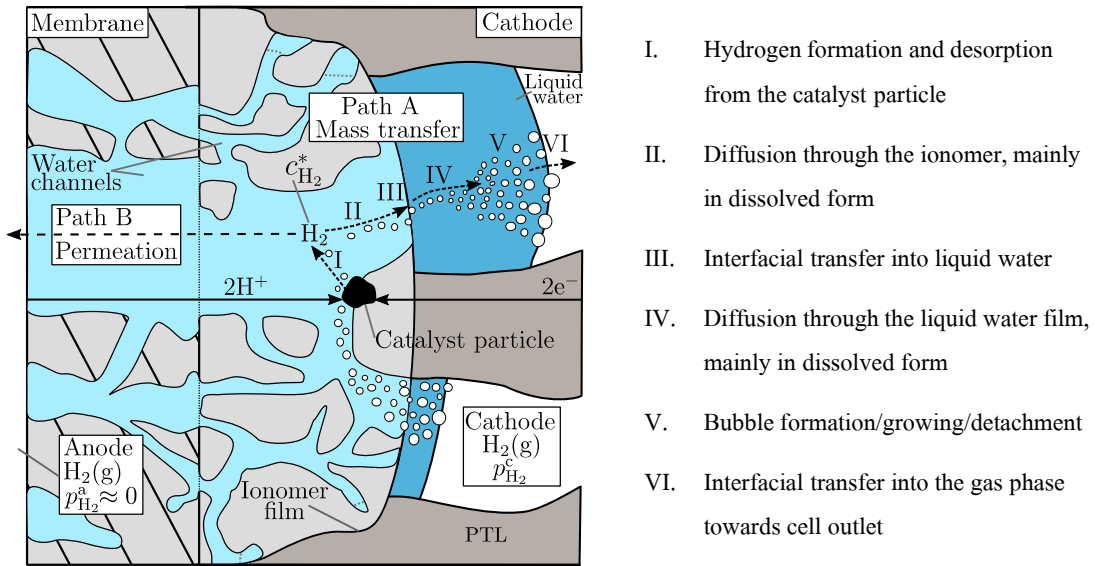 Membrane
Cathode
Liquid
water
Path A
Mass transfer
V
VI
IV
III
II
I
Water
channels
c*H₂
Path B
Permeation
H₂
2H⁺
2e⁻
Catalyst particle
Cathode
H₂(g)
pᶜH₂
Anode
H₂(g)
pᵃH₂ ≈ 0
Ionomer
film
PTL
I. Hydrogen formation and desorption
from the catalyst particle
II. Diffusion through the ionomer, mainly
in dissolved form
III. Interfacial transfer into liquid water
IV. Diffusion through the liquid water film,
mainly in dissolved form
V. Bubble formation/growing/detachment
VI. Interfacial transfer into the gas phase
towards cell outlet